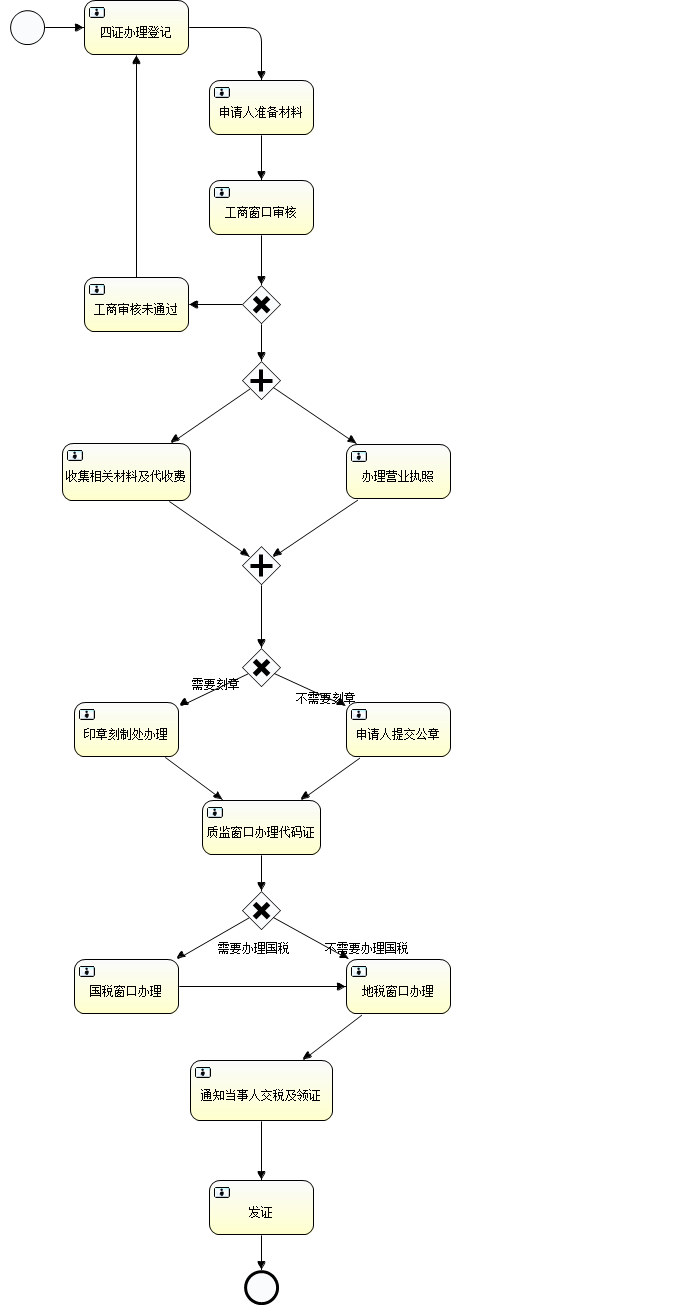 四证办理登记
申请人准备材料
工商窗口审核
工商审核未通过
收集相关材料及代收费
办理营业执照
需要刻章
不需要刻章
印章刻制处办理
申请人提交公章
质监窗口办理代码证
需要办理国税
不需要办理国税
国税窗口办理
地税窗口办理
通知当事人交税及领证
发证